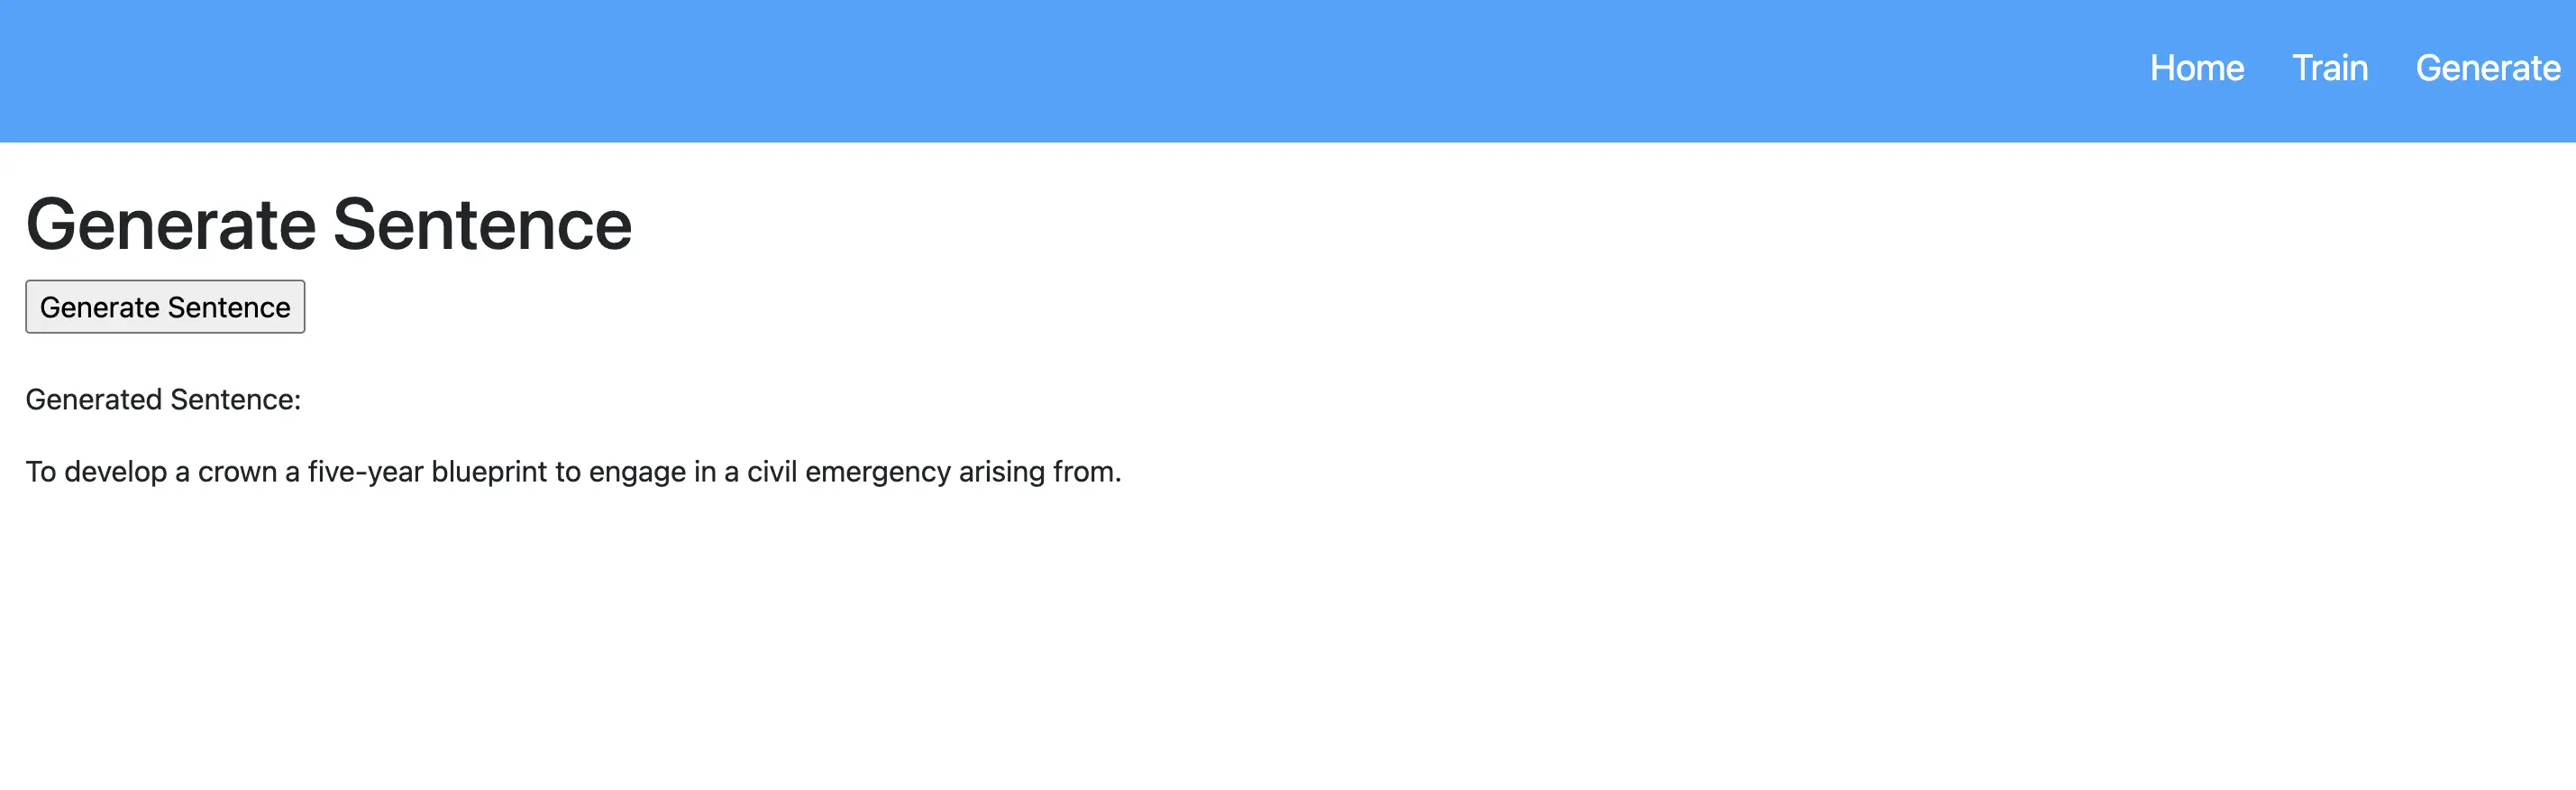 Home Train Generate
Generate Sentence
Generate Sentence
Generated Sentence:
To develop a crown a five-year blueprint to engage in a civil emergency arising from.